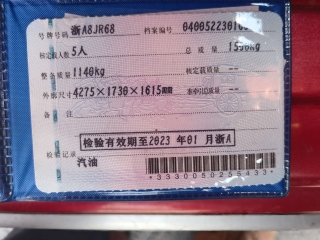 号牌号码 浙A8JR68 档案编号
核定载人数 5人 总质量
整备质量 1140kg 核定载质量 --
外廓尺寸 4275×1730×1615mm 准牵引总质量 --
备注
检验有效期至2023年01月浙A
检验记录
汽油
*3330050255433*